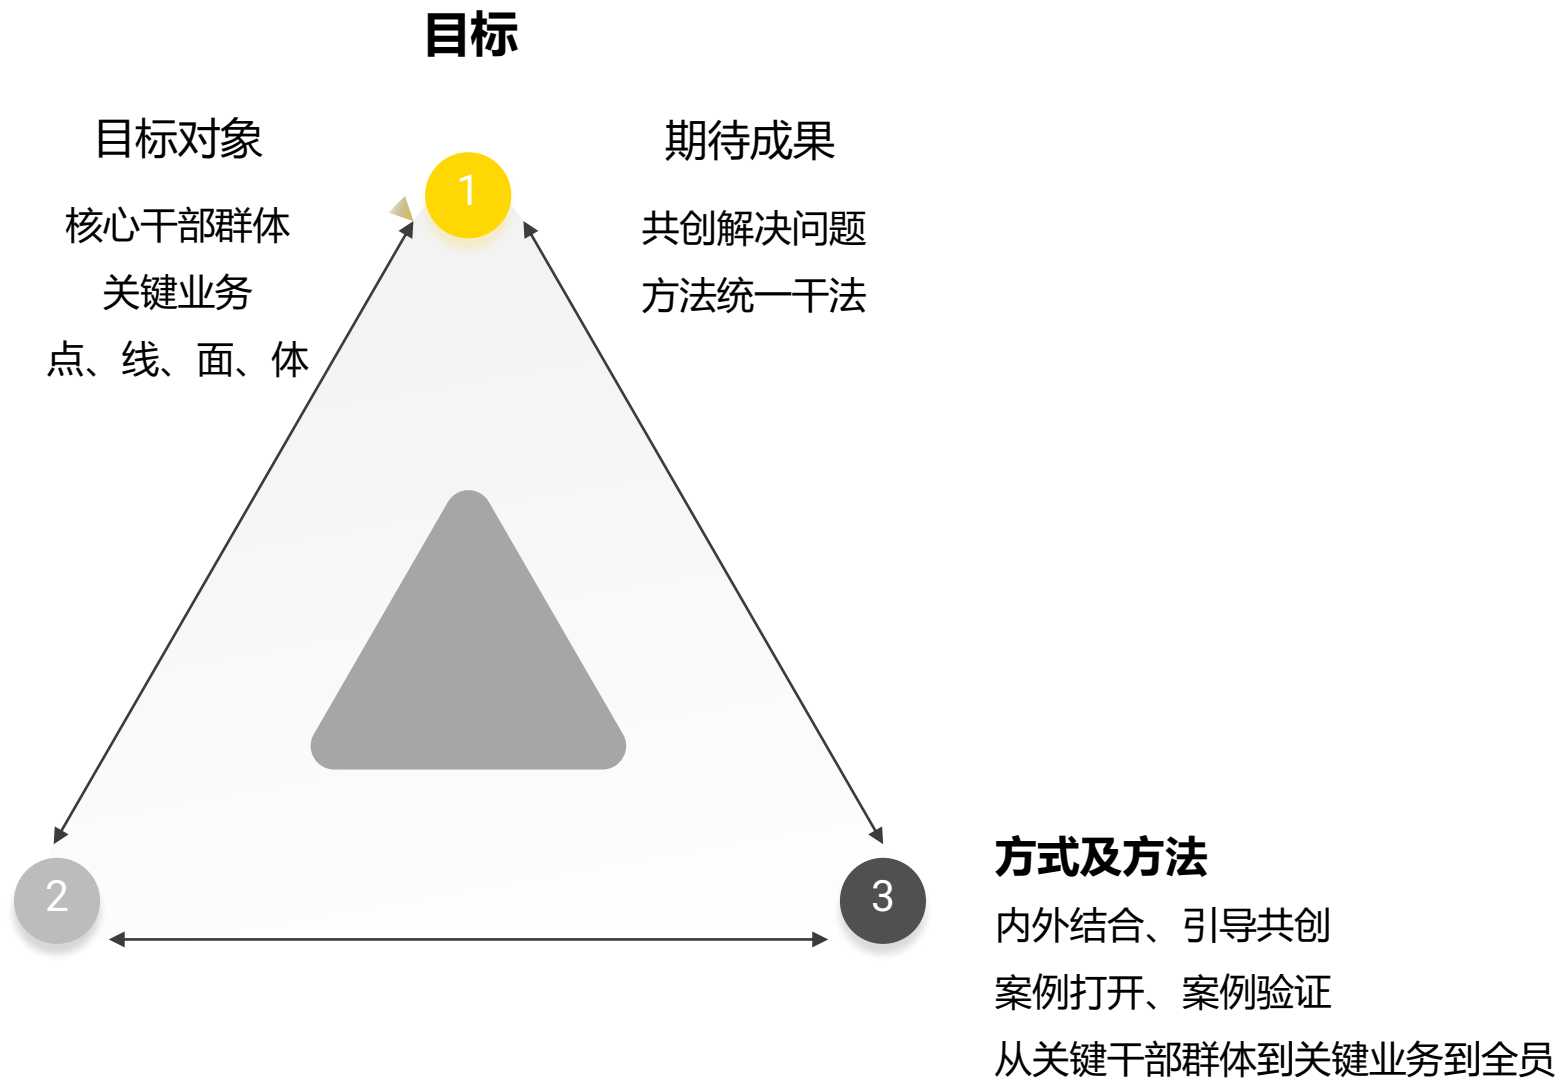 目标
目标对象
核心干部群体
关键业务
点、线、面、体
1
期待成果
共创解决问题
方法统一干法
2
3
方式及方法
内外结合、引导共创
案例打开、案例验证
从关键干部群体到关键业务到全员